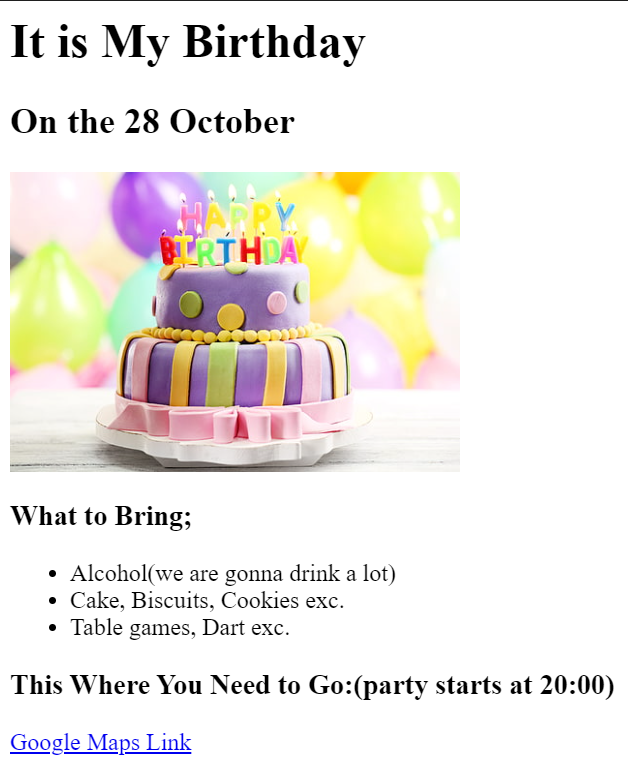 It is My Birthday
On the 28 October
HAPPY
BIRTHDAY
What to Bring;
Alcohol(we are gonna drink a lot)
Cake, Biscuits, Cookies exc.
Table games, Dart exc.
This Where You Need to Go:(party starts at 20:00)
Google Maps Link